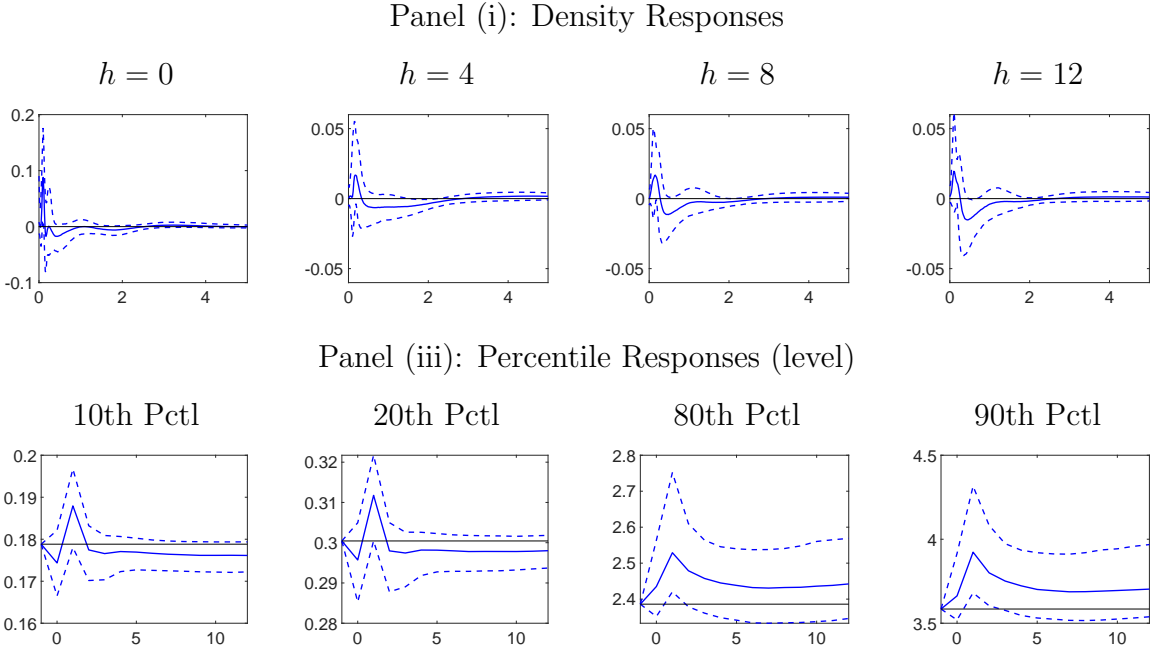 Panel (i): Density Responses
h = 0 h = 4 h = 8 h = 12
0.2
0.1
0
-0.1
0 2 4
0.05
0
-0.05
0 2 4
0.05
0
-0.05
0 2 4
0.05
0
-0.05
0 2 4
Panel (iii): Percentile Responses (level)
10th Pctl 20th Pctl 80th Pctl 90th Pctl
0.2
0.19
0.18
0.17
0.16
0 5 10
0.32
0.31
0.3
0.29
0.28
0 5 10
2.8
2.7
2.6
2.5
2.4
0 5 10
4.5
4
3.5
0 5 10